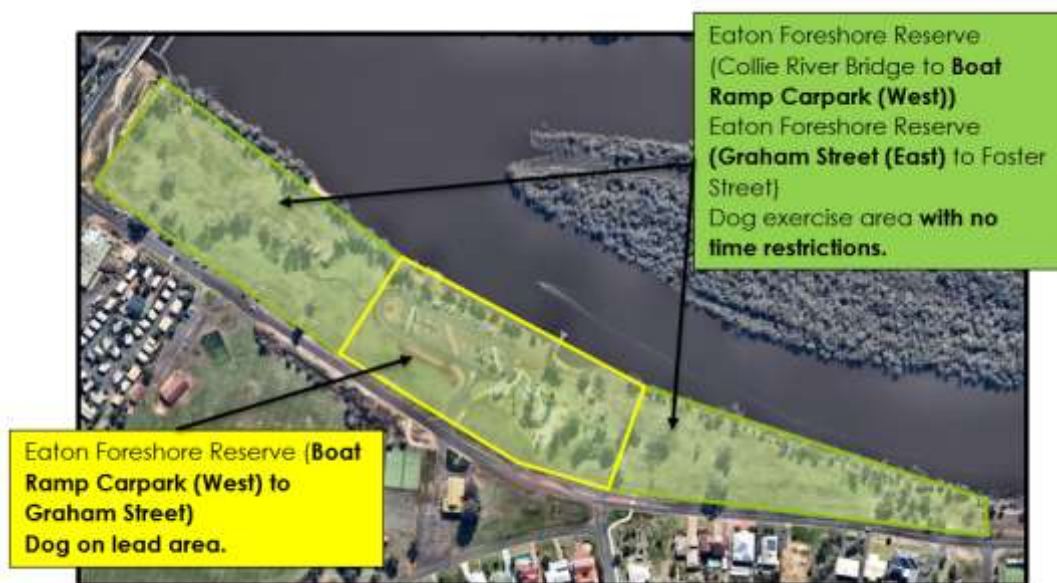 Eaton Foreshore Reserve
(Collie River Bridge to Boat
Ramp Carpark (West))
Eaton Foreshore Reserve
(Graham Street (East) to Foster
Street)
Dog exercise area with no
time restrictions.
Eaton Foreshore Reserve (Boat
Ramp Carpark (West) to
Graham Street)
Dog on lead area.